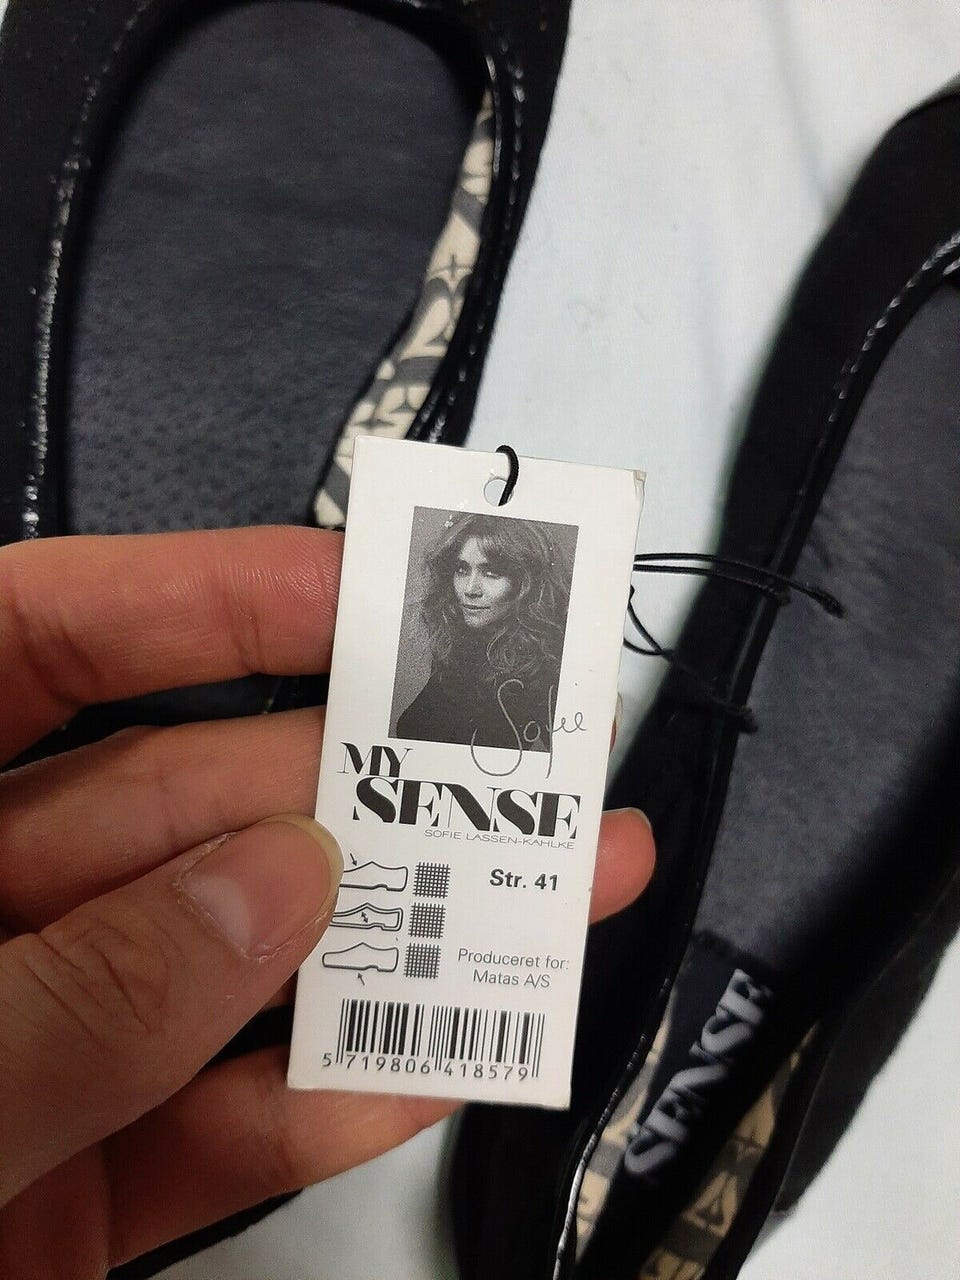 Sofie
MY
SENSE
SOFIE LASSEN-KAHLKE
Str. 41
Produceret for:
Matas A/S
5 719806 418579
SENSE